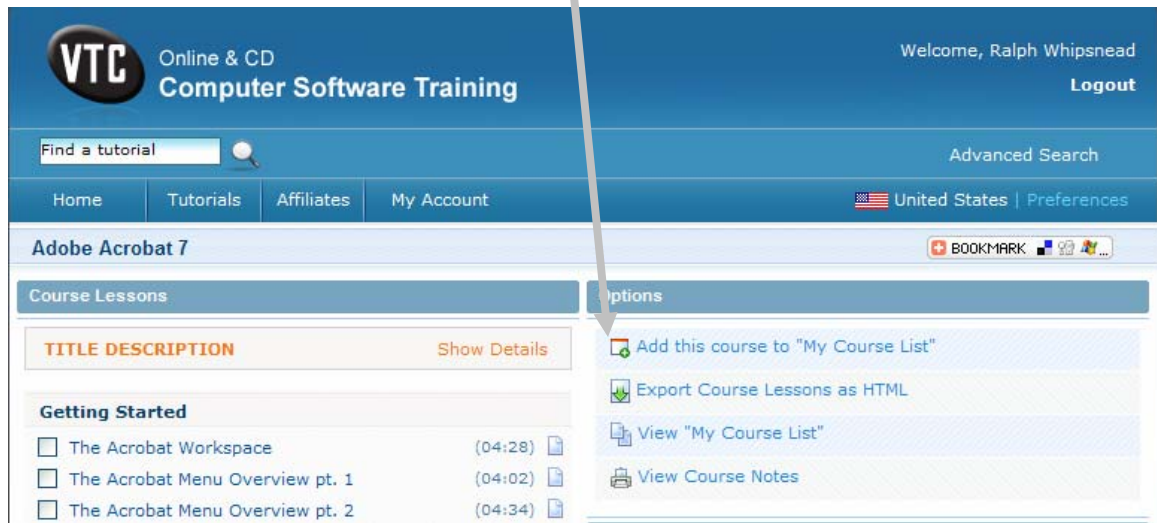 VTC
Online & CD
Computer Software Training
Welcome, Ralph Whipsnead
Logout
Find a tutorial
Advanced Search
Home Tutorials Affiliates My Account United States | Preferences
Adobe Acrobat 7
BOOKMARK ...
Course Lessons
TITLE DESCRIPTION Show Details
Getting Started
The Acrobat Workspace (04:28)
The Acrobat Menu Overview pt. 1 (04:02)
The Acrobat Menu Overview pt. 2 (04:34)
Options
Add this course to "My Course List"
Export Course Lessons as HTML
View "My Course List"
View Course Notes